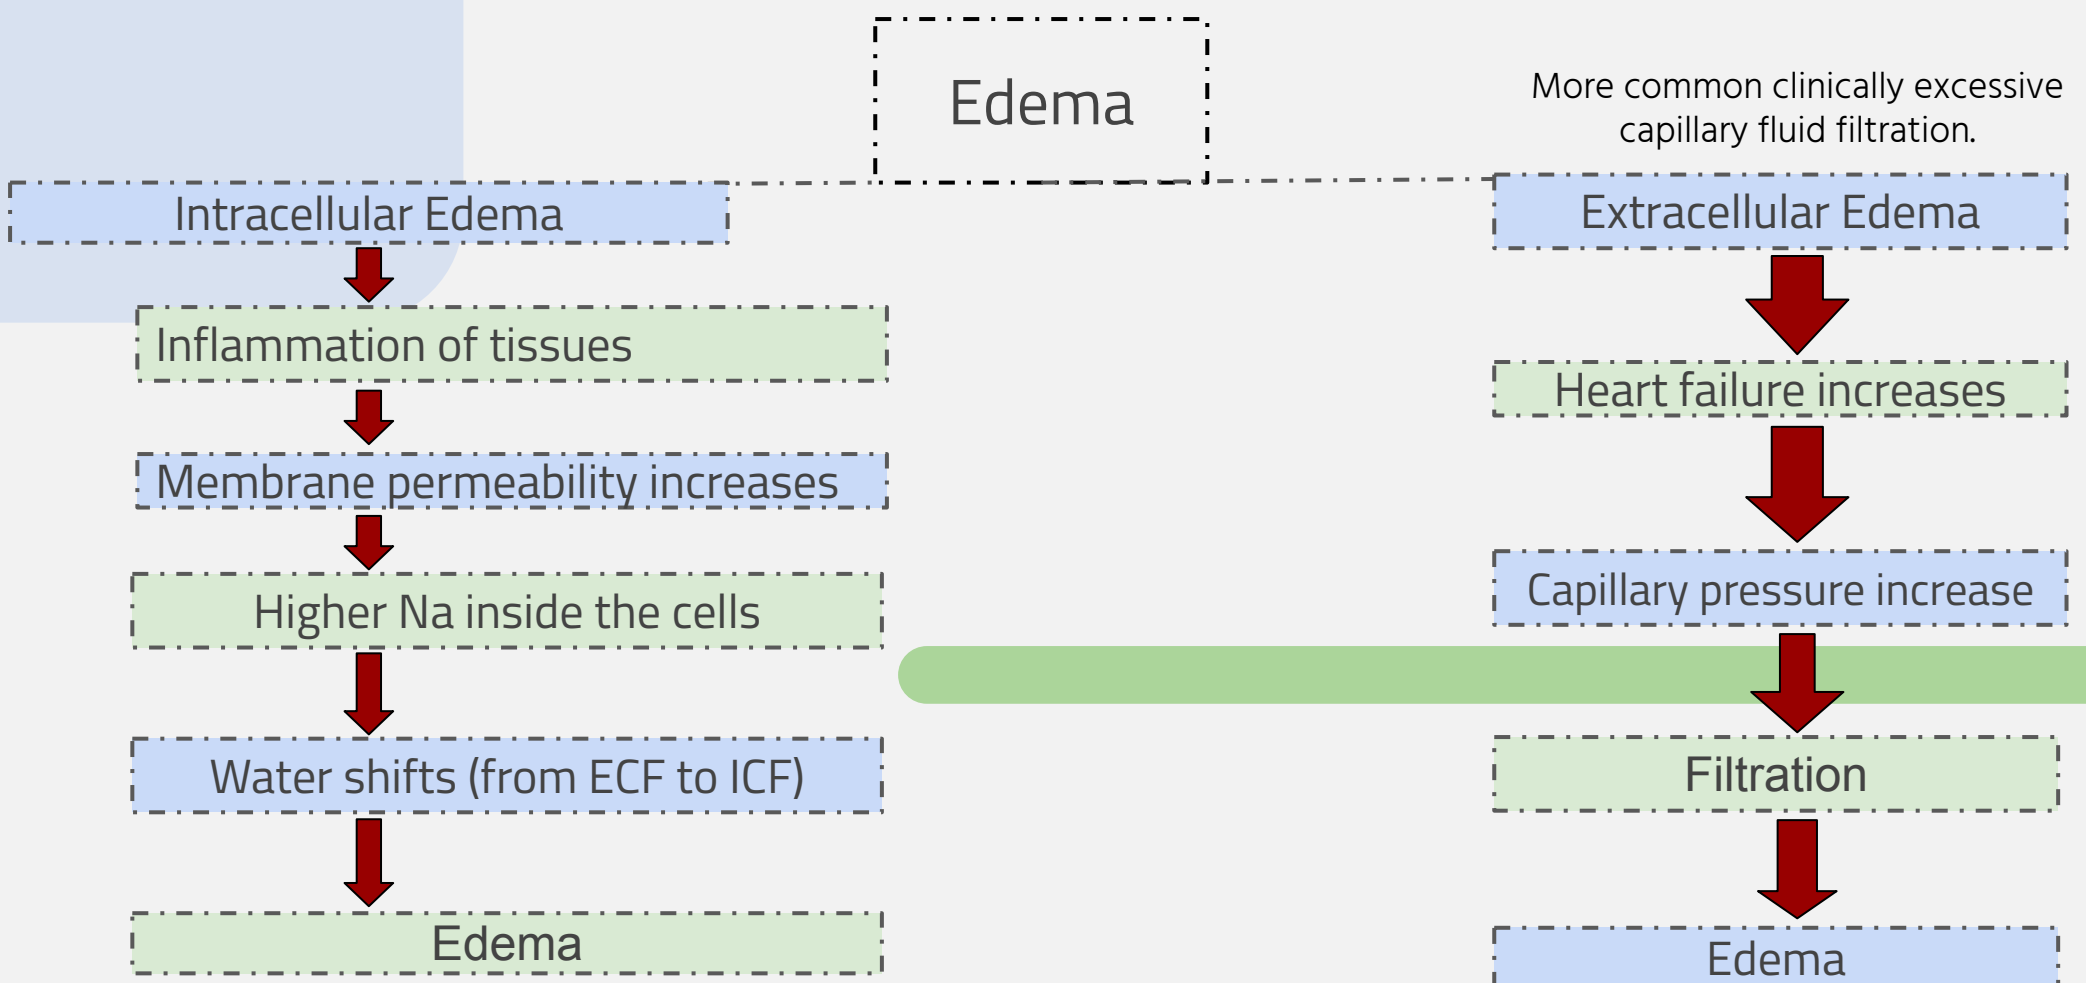 Edema
More common clinically excessive
capillary fluid filtration.
Intracellular Edema
Inflammation of tissues
Membrane permeability increases
Higher Na inside the cells
Water shifts (from ECF to ICF)
Edema
Extracellular Edema
Heart failure increases
Capillary pressure increase
Filtration
Edema